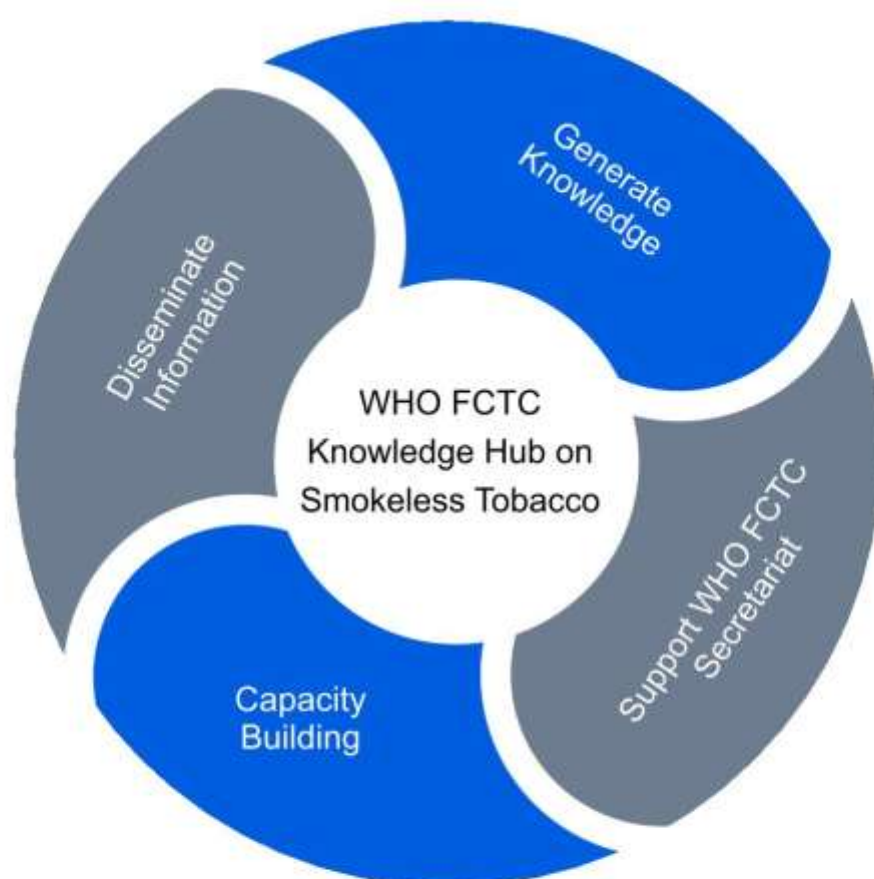 Generate
Knowledge
Disseminate
Information
WHO FCTC
Knowledge Hub on
Smokeless Tobacco
Support WHO FCTC
Secretariat
Capacity
Building